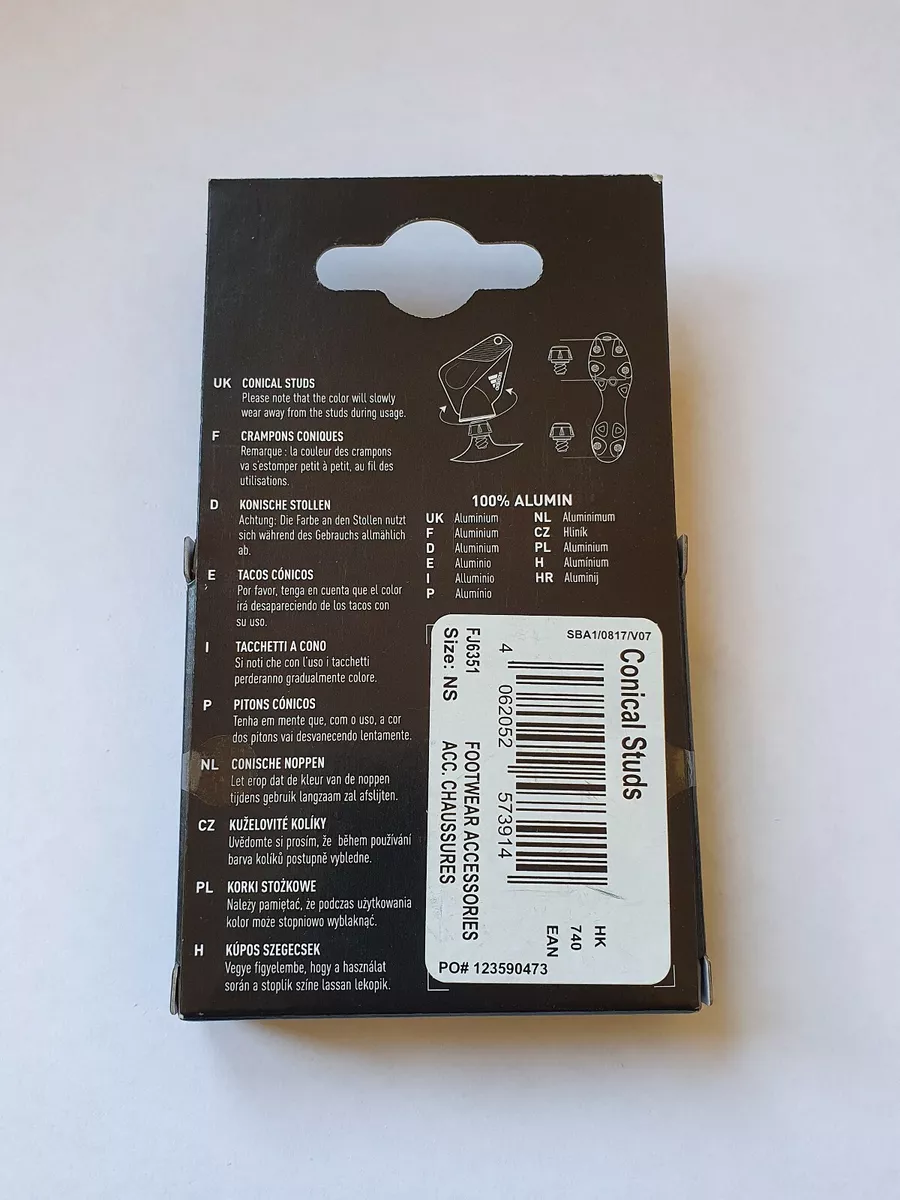 UK CONICAL STUDS
Please note that the color will slowly
wear away from the studs during usage.
F CRAMPONS CONIQUES
Remarque : la couleur des crampons
va s'estomper petit à petit, au fil des
utilisations.
D KONISCHE STOLLEN
Achtung: Die Farbe an den Stollen nutzt
sich während des Gebrauchs allmählich
ab.
E TACOS CÓNICOS
Por favor, tenga en cuenta que el color
irá desapareciendo de los tacos con
su uso.
I TACCHETTI A CONO
Si noti che con l'uso i tacchetti
perderanno gradualmente colore.
P PITONS CÓNICOS
Tenha em mente que, com o uso, a cor
dos pitons vai desvanecendo lentamente.
NL CONISCHE NOPPEN
Let erop dat de kleur van de noppen
tijdens gebruik langzaam zal afslijten.
CZ KUŽELOVITÉ KOLÍKY
Uvědomte si prosím, že během používání
barva kolíků postupně vybledne.
PL KORKI STOŻKOWE
Należy pamiętać, że podczas użytkowania
kolor może stopniowo wyblaknąć.
H KÚPOS SZEGECSEK
Vegye figyelembe, hogy a használat
során a stoplik színe lassan lekopik.
adidas
100% ALUMIN
UK Aluminium
F Aluminium
D Aluminium
E Aluminio
I Alluminio
P Alumínio
NL Aluminimum
CZ Hliník
PL Aluminium
H Alumínium
HR Aluminij
SBA1/0817/V07
Conical Studs
4 062052 573914
FJ6351
Size: NS
FOOTWEAR ACCESSORIES
ACC. CHAUSSURES
HK
740
EAN
PO# 123590473